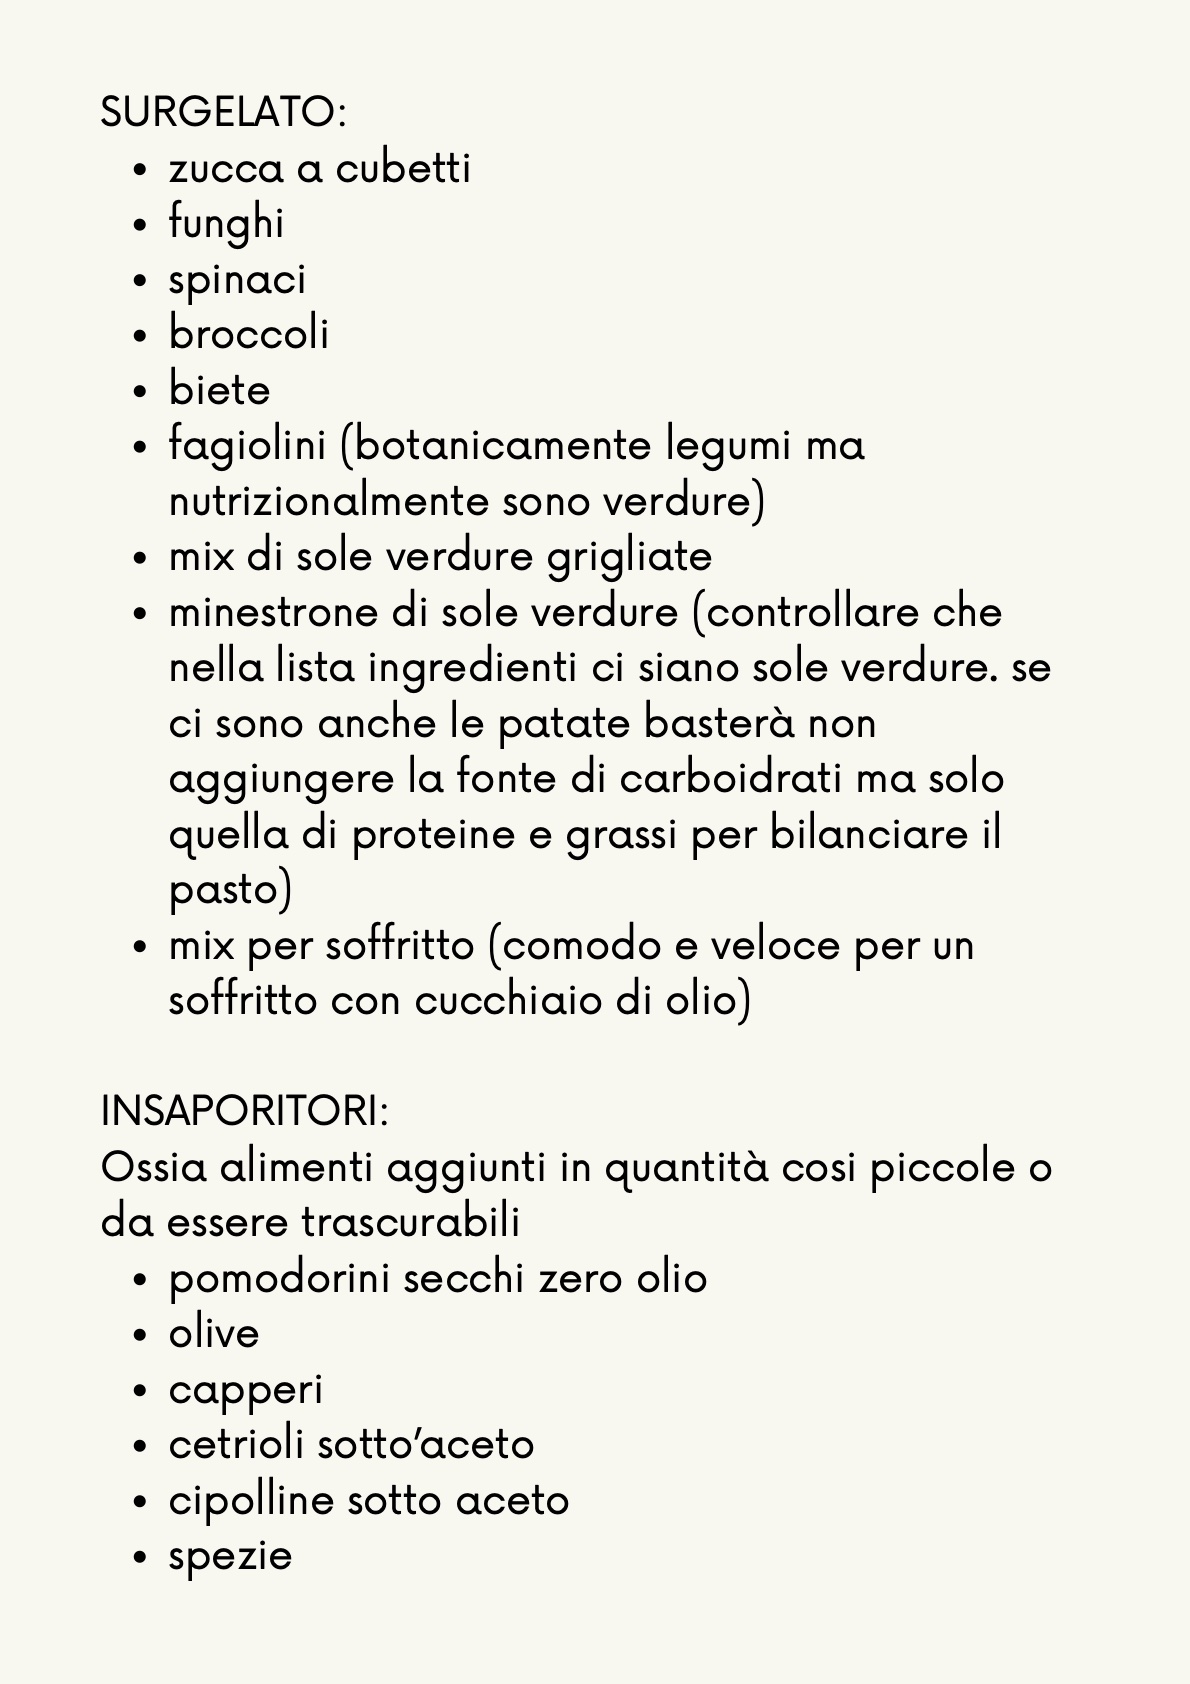 SURGELATO:
• zucca a cubetti
• funghi
• spinaci
• broccoli
• biete
• fagiolini (botanicamente legumi ma
nutrizionalmente sono verdure)
• mix di sole verdure grigliate
• minestrone di sole verdure (controllare che
nella lista ingredienti ci siano sole verdure. se
ci sono anche le patate basterà non
aggiungere la fonte di carboidrati ma solo
quella di proteine e grassi per bilanciare il
pasto)
• mix per soffritto (comodo e veloce per un
soffritto con cucchiaio di olio)
INSAPORITORI:
Ossia alimenti aggiunti in quantità cosi piccole o
da essere trascurabili
• pomodorini secchi zero olio
• olive
• capperi
• cetrioli sotto’aceto
• cipolline sotto aceto
• spezie